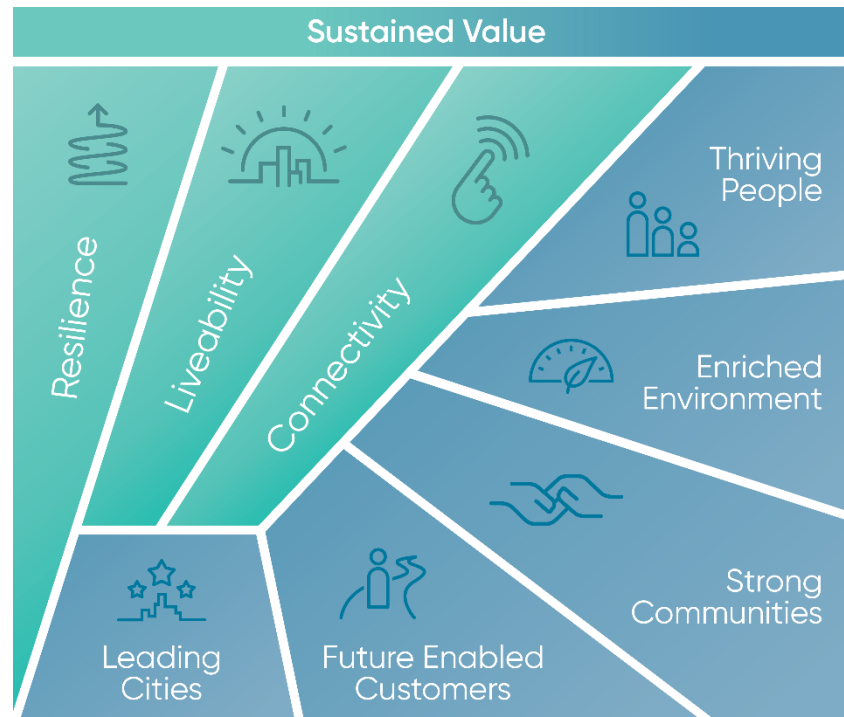 Sustained Value
Resilience
Liveability
Connectivity
Thriving
People
Enriched
Environment
Strong
Communities
Future Enabled
Customers
Leading
Cities